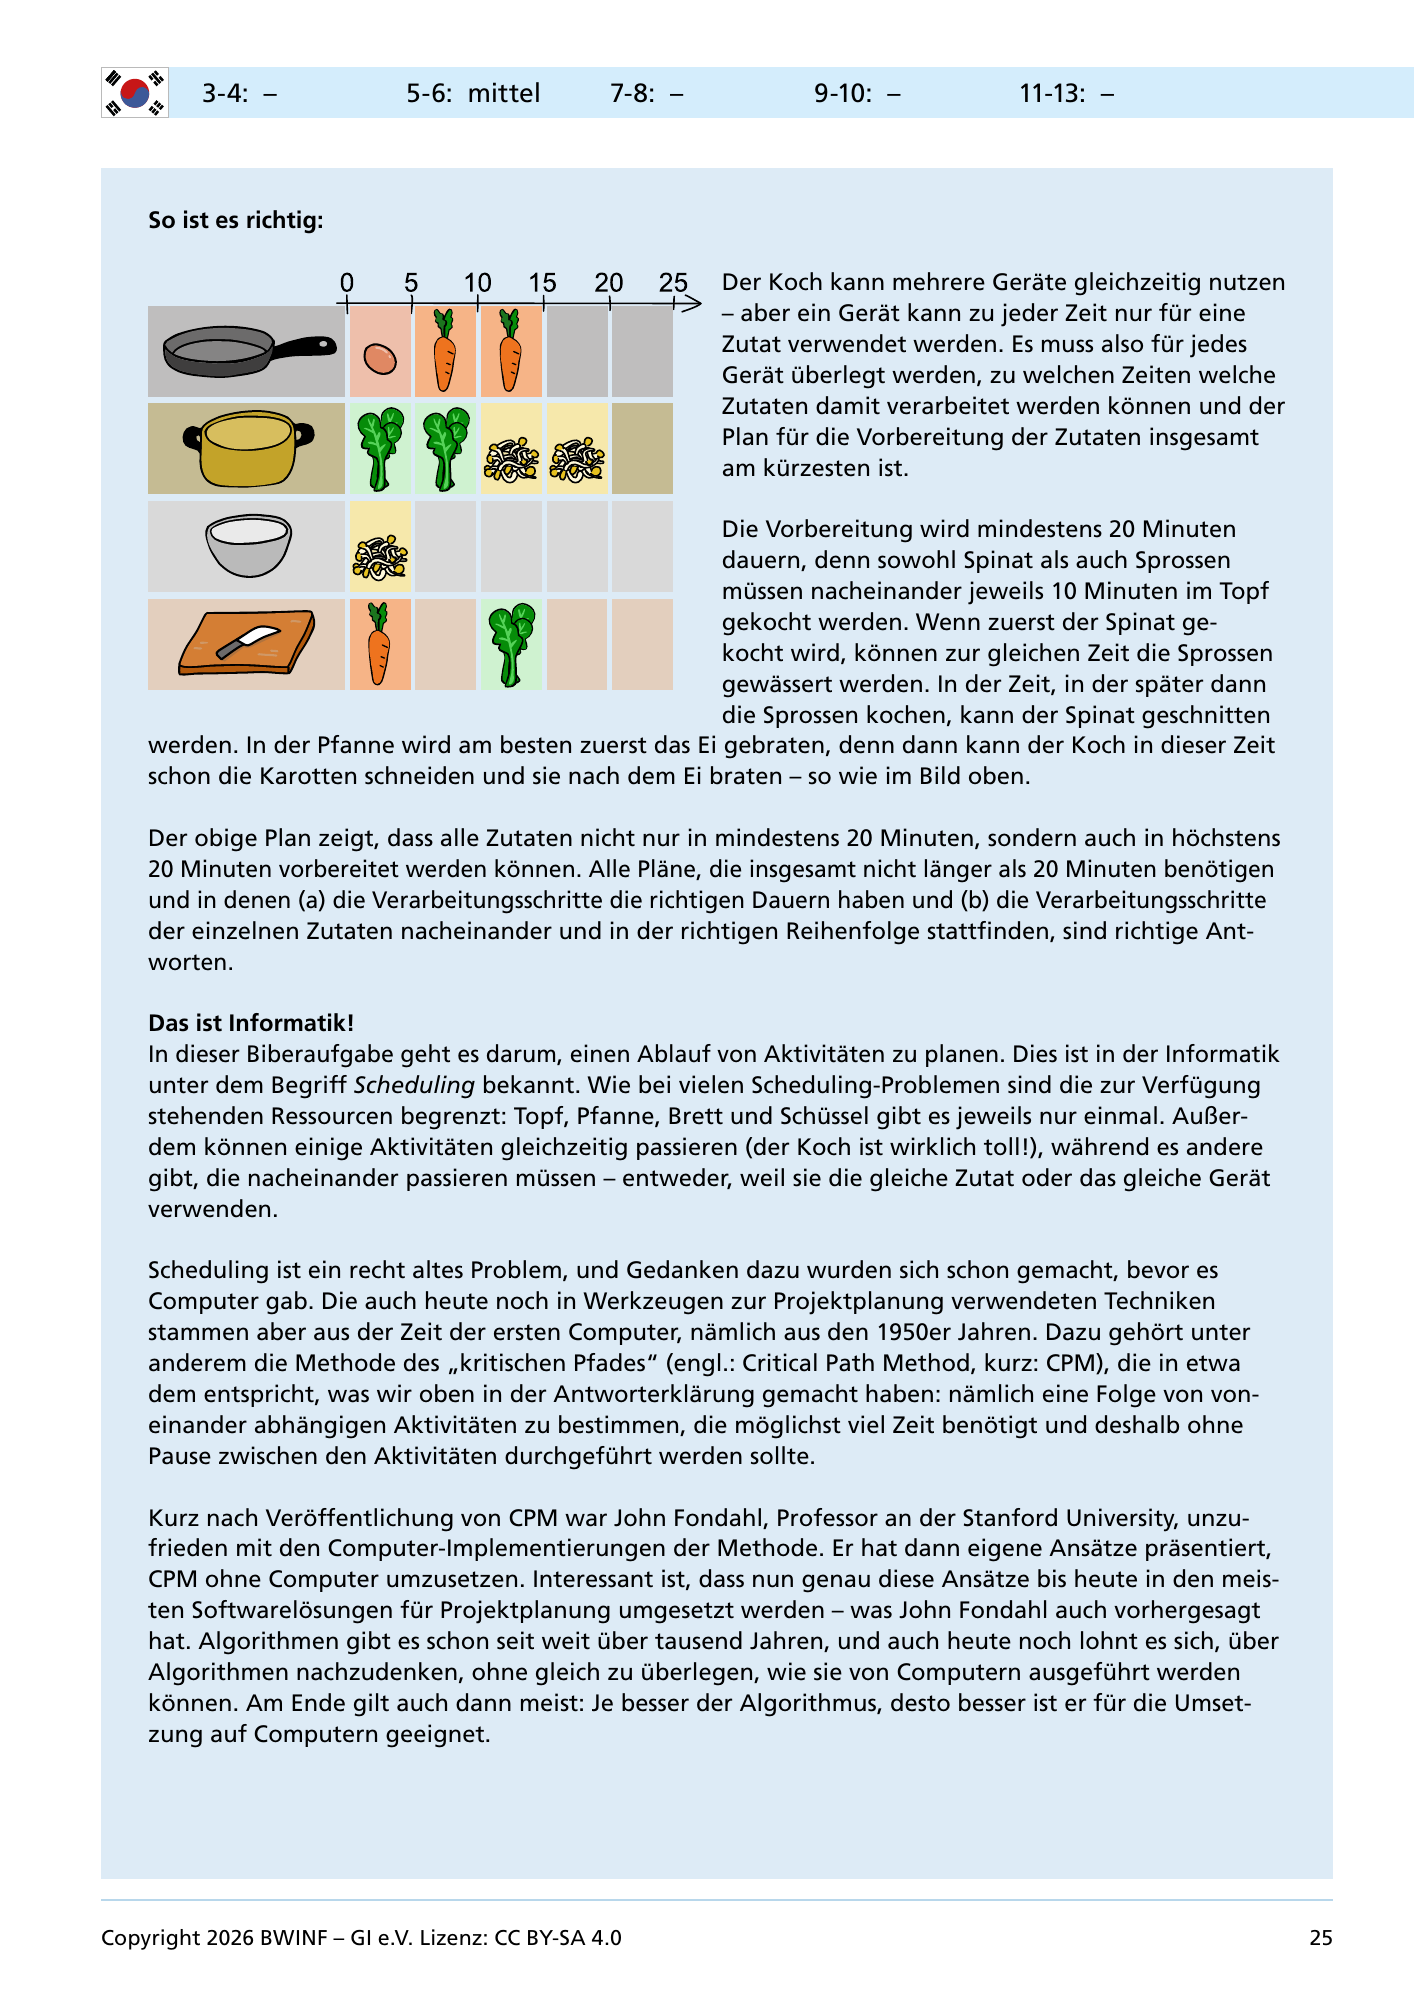 3-4: –   5-6: mittel   7-8: –   9-10: –   11-13: –
So ist es richtig:
0 5 10 15 20 25
Der Koch kann mehrere Geräte gleichzeitig nutzen
– aber ein Gerät kann zu jeder Zeit nur für eine
Zutat verwendet werden. Es muss also für jedes
Gerät überlegt werden, zu welchen Zeiten welche
Zutaten damit verarbeitet werden können und der
Plan für die Vorbereitung der Zutaten insgesamt
am kürzesten ist.
Die Vorbereitung wird mindestens 20 Minuten
dauern, denn sowohl Spinat als auch Sprossen
müssen nacheinander jeweils 10 Minuten im Topf
gekocht werden. Wenn zuerst der Spinat ge-
kocht wird, können zur gleichen Zeit die Sprossen
gewässert werden. In der Zeit, in der später dann
die Sprossen kochen, kann der Spinat geschnitten
werden. In der Pfanne wird am besten zuerst das Ei gebraten, denn dann kann der Koch in dieser Zeit
schon die Karotten schneiden und sie nach dem Ei braten – so wie im Bild oben.
Der obige Plan zeigt, dass alle Zutaten nicht nur in mindestens 20 Minuten, sondern auch in höchstens
20 Minuten vorbereitet werden können. Alle Pläne, die insgesamt nicht länger als 20 Minuten benötigen
und in denen (a) die Verarbeitungsschritte die richtigen Dauern haben und (b) die Verarbeitungsschritte
der einzelnen Zutaten nacheinander und in der richtigen Reihenfolge stattfinden, sind richtige Ant-
worten.
Das ist Informatik!
In dieser Biberaufgabe geht es darum, einen Ablauf von Aktivitäten zu planen. Dies ist in der Informatik
unter dem Begriff Scheduling bekannt. Wie bei vielen Scheduling-Problemen sind die zur Verfügung
stehenden Ressourcen begrenzt: Topf, Pfanne, Brett und Schüssel gibt es jeweils nur einmal. Außer-
dem können einige Aktivitäten gleichzeitig passieren (der Koch ist wirklich toll!), während es andere
gibt, die nacheinander passieren müssen – entweder, weil sie die gleiche Zutat oder das gleiche Gerät
verwenden.
Scheduling ist ein recht altes Problem, und Gedanken dazu wurden sich schon gemacht, bevor es
Computer gab. Die auch heute noch in Werkzeugen zur Projektplanung verwendeten Techniken
stammen aber aus der Zeit der ersten Computer, nämlich aus den 1950er Jahren. Dazu gehört unter
anderem die Methode des „kritischen Pfades“ (engl.: Critical Path Method, kurz: CPM), die in etwa
dem entspricht, was wir oben in der Antworterklärung gemacht haben: nämlich eine Folge von von-
einander abhängigen Aktivitäten zu bestimmen, die möglichst viel Zeit benötigt und deshalb ohne
Pause zwischen den Aktivitäten durchgeführt werden sollte.
Kurz nach Veröffentlichung von CPM war John Fondahl, Professor an der Stanford University, unzu-
frieden mit den Computer-Implementierungen der Methode. Er hat dann eigene Ansätze präsentiert,
CPM ohne Computer umzusetzen. Interessant ist, dass nun genau diese Ansätze bis heute in den meis-
ten Softwarelösungen für Projektplanung umgesetzt werden – was John Fondahl auch vorhergesagt
hat. Algorithmen gibt es schon seit weit über tausend Jahren, und auch heute noch lohnt es sich, über
Algorithmen nachzudenken, ohne gleich zu überlegen, wie sie von Computern ausgeführt werden
können. Am Ende gilt auch dann meist: Je besser der Algorithmus, desto besser ist er für die Umset-
zung auf Computern geeignet.
Copyright 2026 BWINF – GI e.V. Lizenz: CC BY-SA 4.0   25